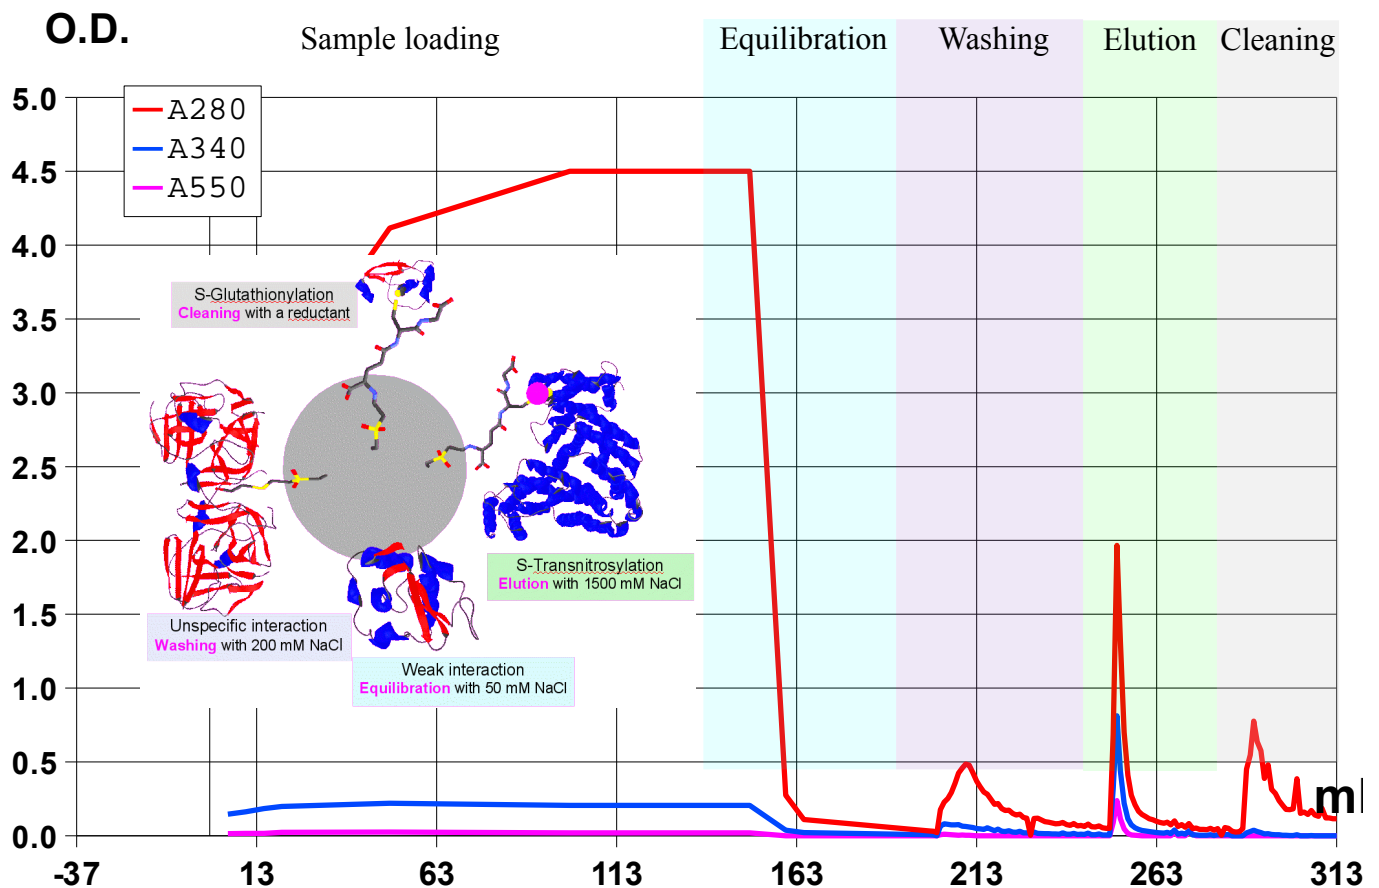 O.D.
Sample loading
Equilibration
Washing
Elution
Cleaning
A280
A340
A550
5.0
4.5
4.0
3.5
3.0
2.5
2.0
1.5
1.0
0.5
0.0
S-Glutathionylation
Cleaning with a reductant
S-Transnitrosylation
Elution with 1500 mM NaCl
Unspecific interaction
Washing with 200 mM NaCl
Weak interaction
Equilibration with 50 mM NaCl
ml
-37
13
63
113
163
213
263
313